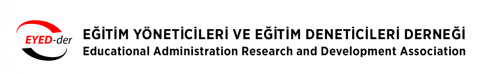 EYED-der
EĞİTİM YÖNETİCİLERİ VE EĞİTİM DENETİCİLERİ DERNEĞİ
Educational Administration Research and Development Association